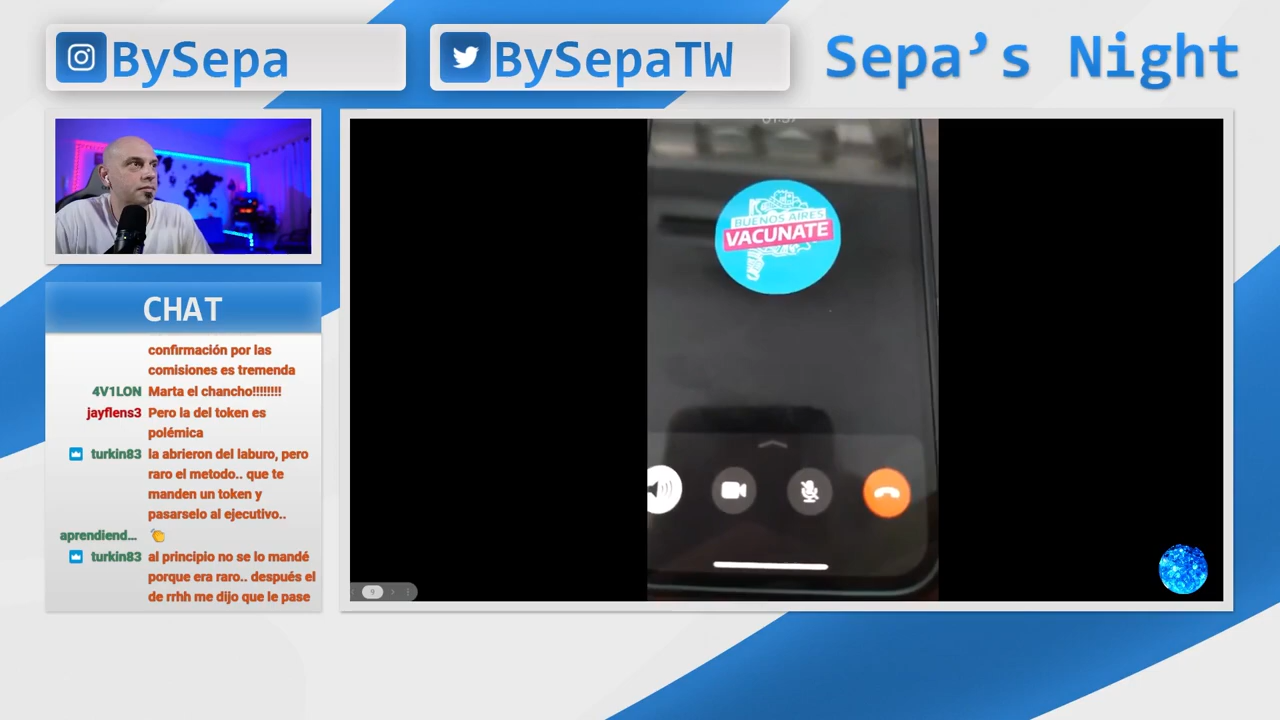 BySepa
BySepaTW
Sepa’s Night
BUENOS AIRES
VACUNATE
CHAT
confirmación por las
comisiones es tremenda
4V1LON Marta el chancho!!!!!!!!
jayflens3 Pero la del token es
polémica
turkin83 la abrieron del laburo, pero
raro el metodo.. que te
manden un token y
pasarselo al ejecutivo..
aprendiend... 👏
turkin83 al principio no se lo mandé
porque era raro.. después el
de rrhh me dijo que le pase
9